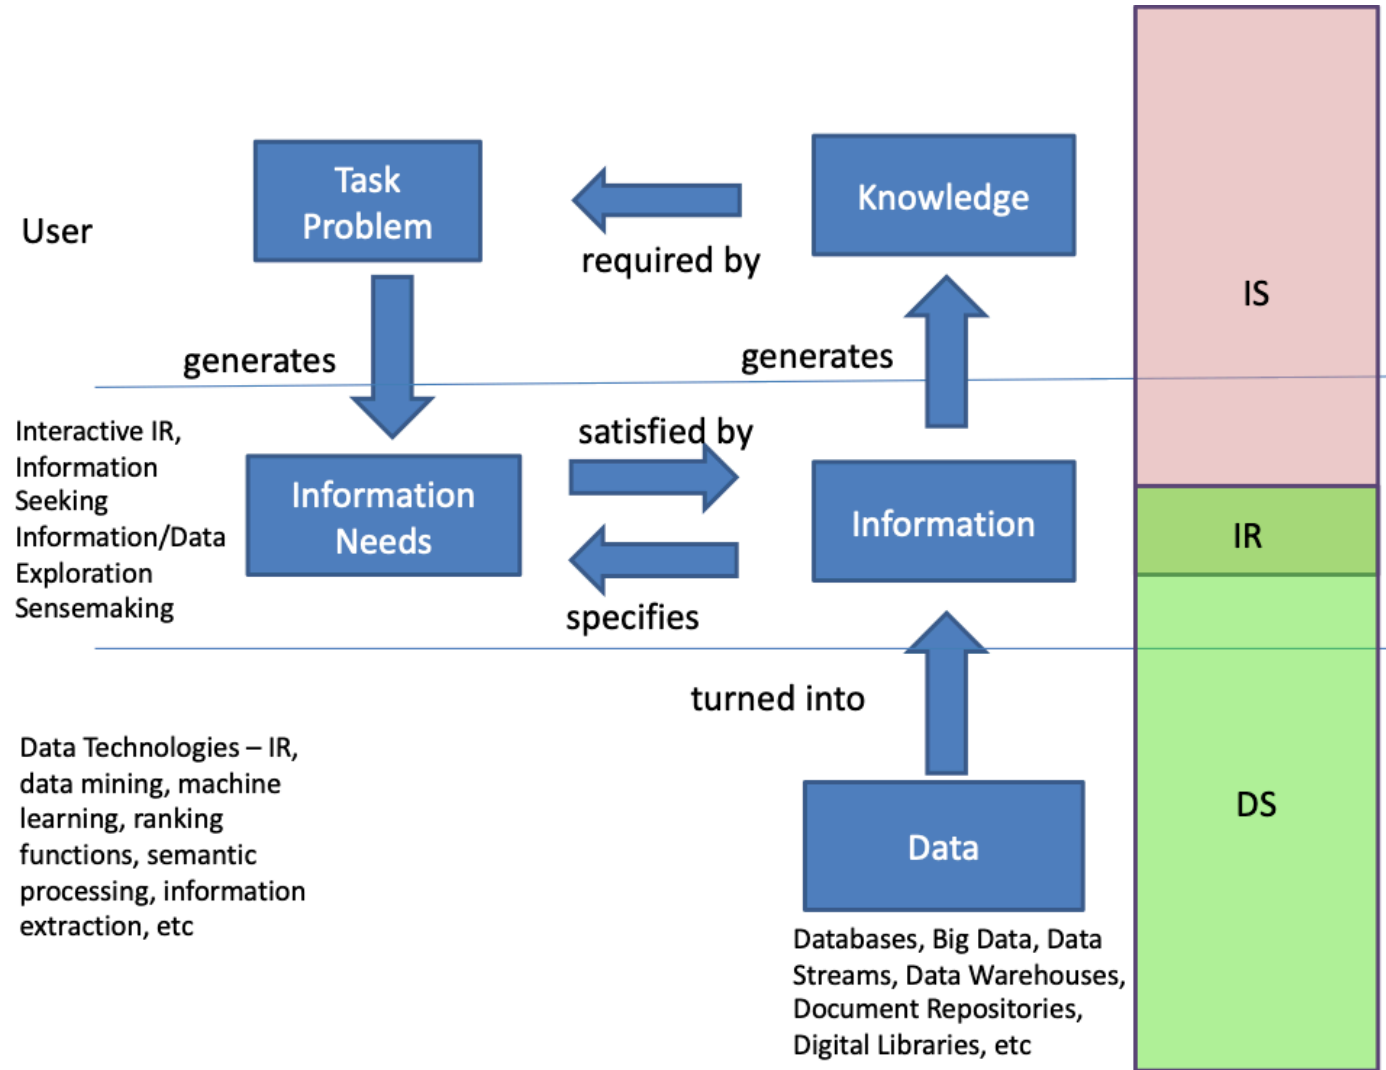 Task
Problem
Knowledge
User
required by
IS
generates
generates
Interactive IR,
Information
Seeking
Information/Data
Exploration
Sensemaking
satisfied by
Information
Needs
Information
IR
specifies
turned into
Data Technologies – IR,
data mining, machine
learning, ranking
functions, semantic
processing, information
extraction, etc
DS
Data
Databases, Big Data, Data
Streams, Data Warehouses,
Document Repositories,
Digital Libraries, etc